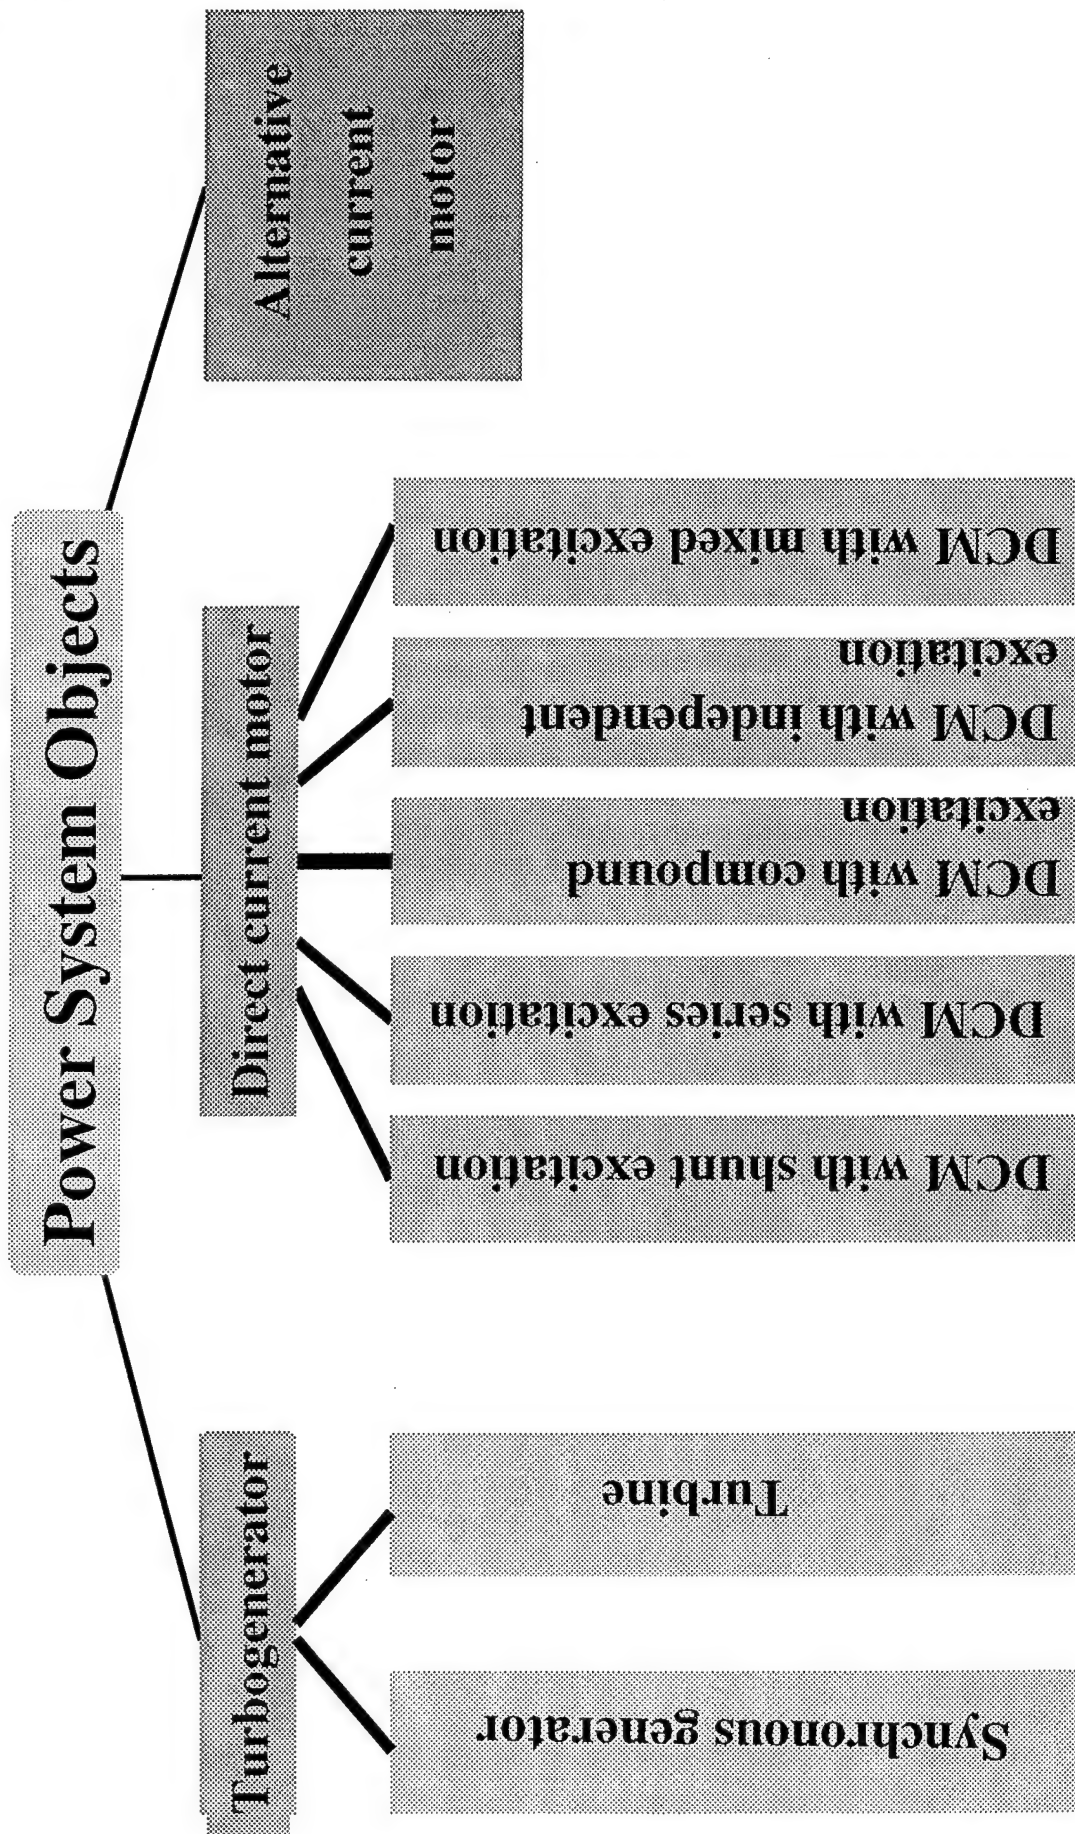 Power System Objects
Turbogenerator
Direct current motor
Alternative
current
motor
Synchronous generator
Turbine
DCM with shunt excitation
DCM with series excitation
DCM with compound
excitation
DCM with independent
excitation
DCM with mixed excitation